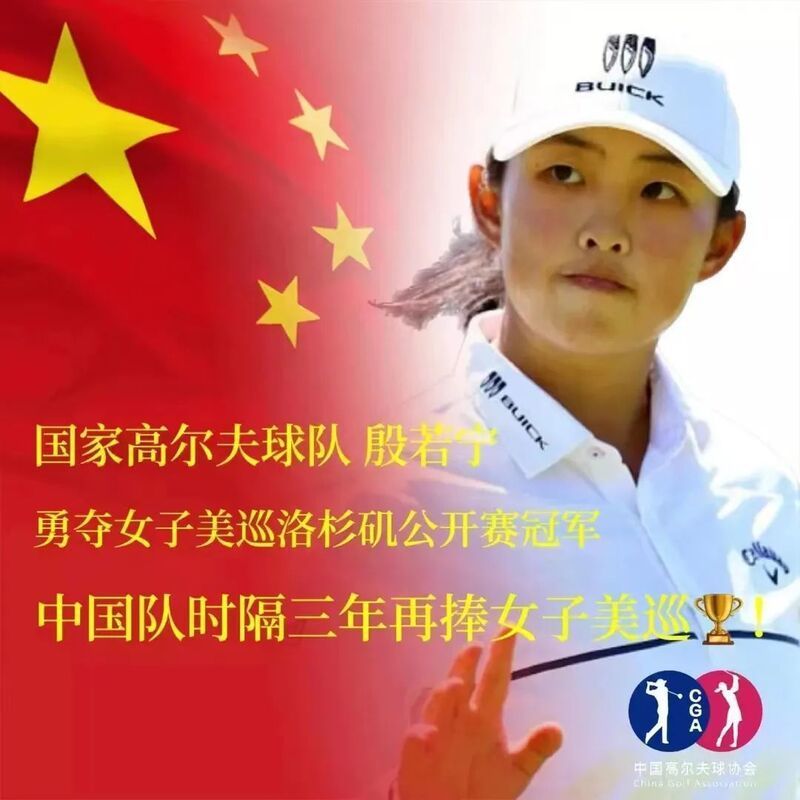 BUICK
BUICK
国家高尔夫球队 殷若宁
勇夺女子美巡洛杉矶公开赛冠军
Callaway
中国队时隔三年再捧女子美巡🏆！
CGA
中国高尔夫球协会
China Golf Association